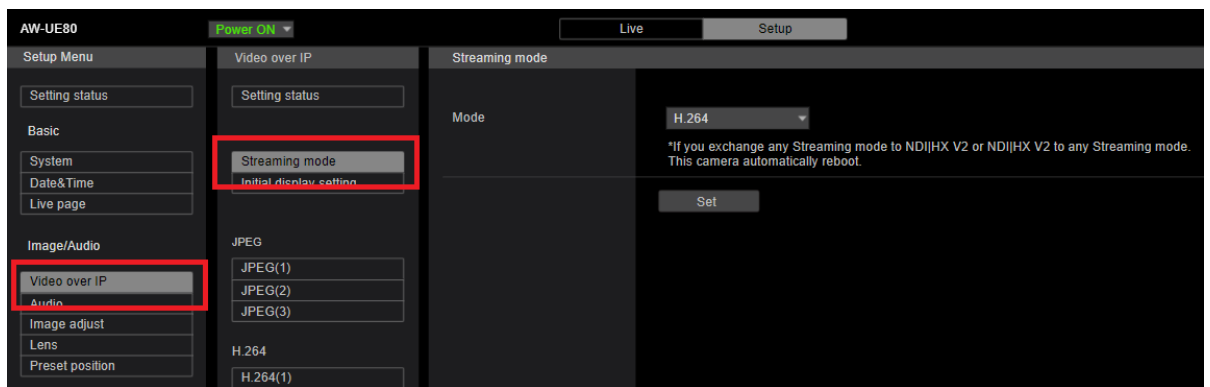 AW-UE80
Power ON
Live
Setup
Setup Menu
Setting status
Basic
System
Date&Time
Live page
Image/Audio
Video over IP
Audio
Image adjust
Lens
Preset position
Video over IP
Setting status
Streaming mode
Initial display setting
JPEG
JPEG(1)
JPEG(2)
JPEG(3)
H.264
H.264(1)
Streaming mode
Mode
H.264
*If you exchange any Streaming mode to NDI|HX V2 or NDI|HX V2 to any Streaming mode.
This camera automatically reboot.
Set